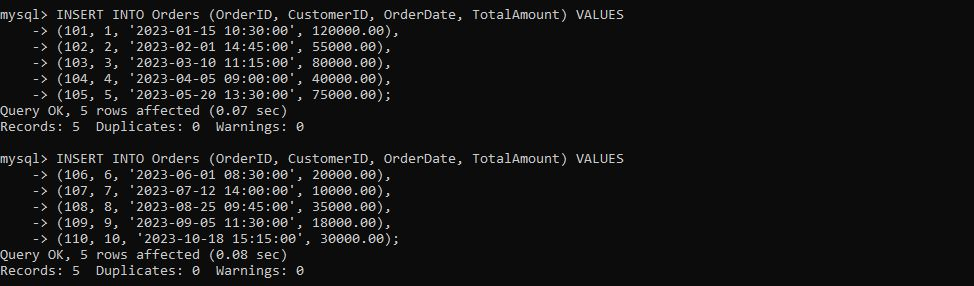 mysql> INSERT INTO Orders (OrderID, CustomerID, OrderDate, TotalAmount) VALUES
    -> (101, 1, '2023-01-15 10:30:00', 120000.00),
    -> (102, 2, '2023-02-01 14:45:00', 55000.00),
    -> (103, 3, '2023-03-10 11:15:00', 80000.00),
    -> (104, 4, '2023-04-05 09:00:00', 40000.00),
    -> (105, 5, '2023-05-20 13:30:00', 75000.00);
Query OK, 5 rows affected (0.07 sec)
Records: 5  Duplicates: 0  Warnings: 0

mysql> INSERT INTO Orders (OrderID, CustomerID, OrderDate, TotalAmount) VALUES
    -> (106, 6, '2023-06-01 08:30:00', 20000.00),
    -> (107, 7, '2023-07-12 14:00:00', 10000.00),
    -> (108, 8, '2023-08-25 09:45:00', 35000.00),
    -> (109, 9, '2023-09-05 11:30:00', 18000.00),
    -> (110, 10, '2023-10-18 15:15:00', 30000.00);
Query OK, 5 rows affected (0.08 sec)
Records: 5  Duplicates: 0  Warnings: 0